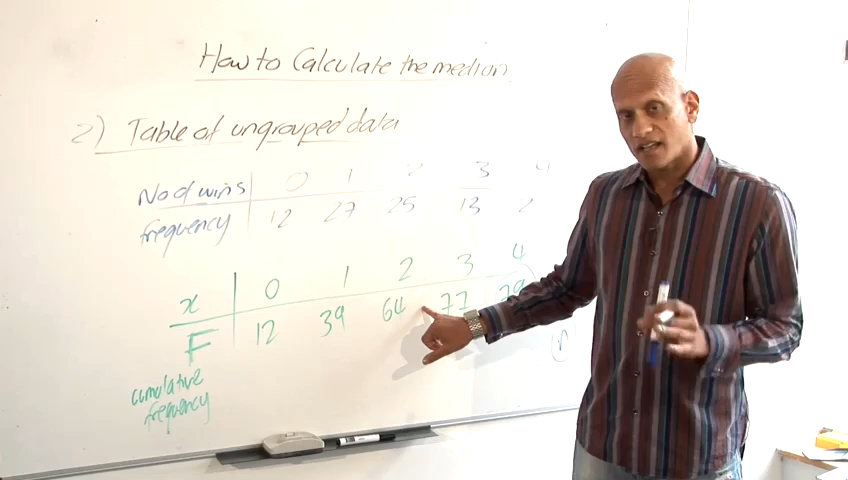 How to Calculate the median
2) Table of ungrouped data
No of wins 0 1 2 3 4
frequency 12 27 25 13 2
x 0 1 2 3 4
F 12 39 64 77 79
cumulative
frequency
n